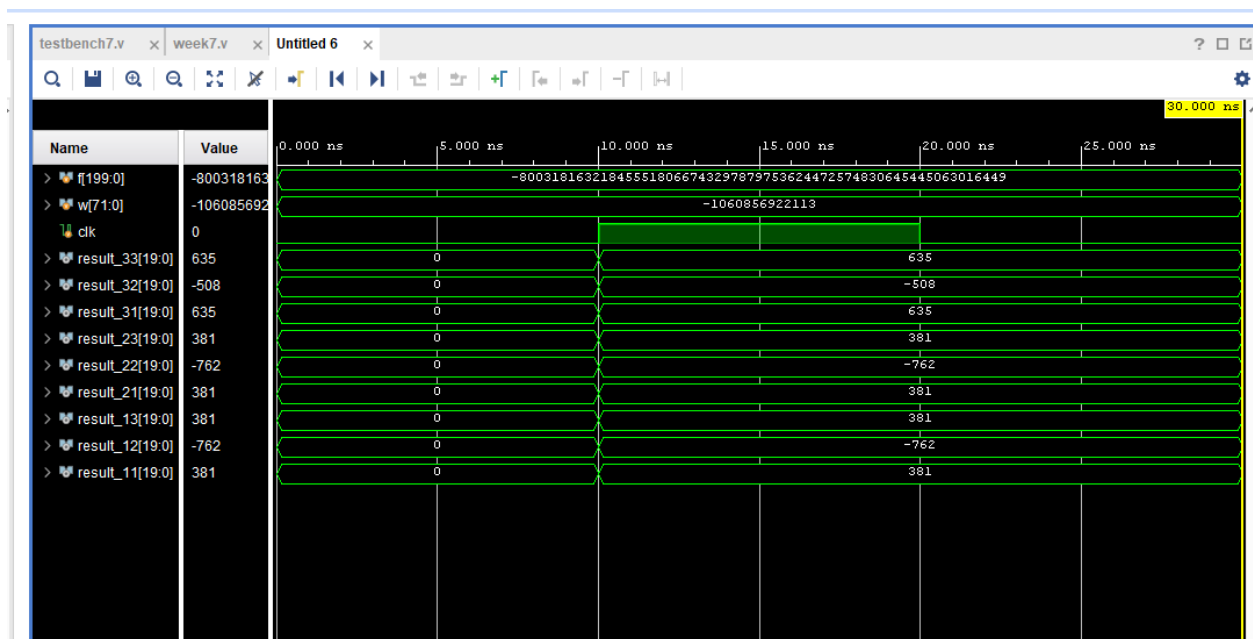 testbench7.v × week7.v × Untitled 6 ×
30.000 ns
Name Value 0.000 ns 5.000 ns 10.000 ns 15.000 ns 20.000 ns 25.000 ns
f[199:0] -800318163
w[71:0] -106085692 -1060856922113
clk 0
result_33[19:0] 635 0 635
result_32[19:0] -508 0 -508
result_31[19:0] 635 0 635
result_23[19:0] 381 0 381
result_22[19:0] -762 0 -762
result_21[19:0] 381 0 381
result_13[19:0] 381 0 381
result_12[19:0] -762 0 -762
result_11[19:0] 381 0 381